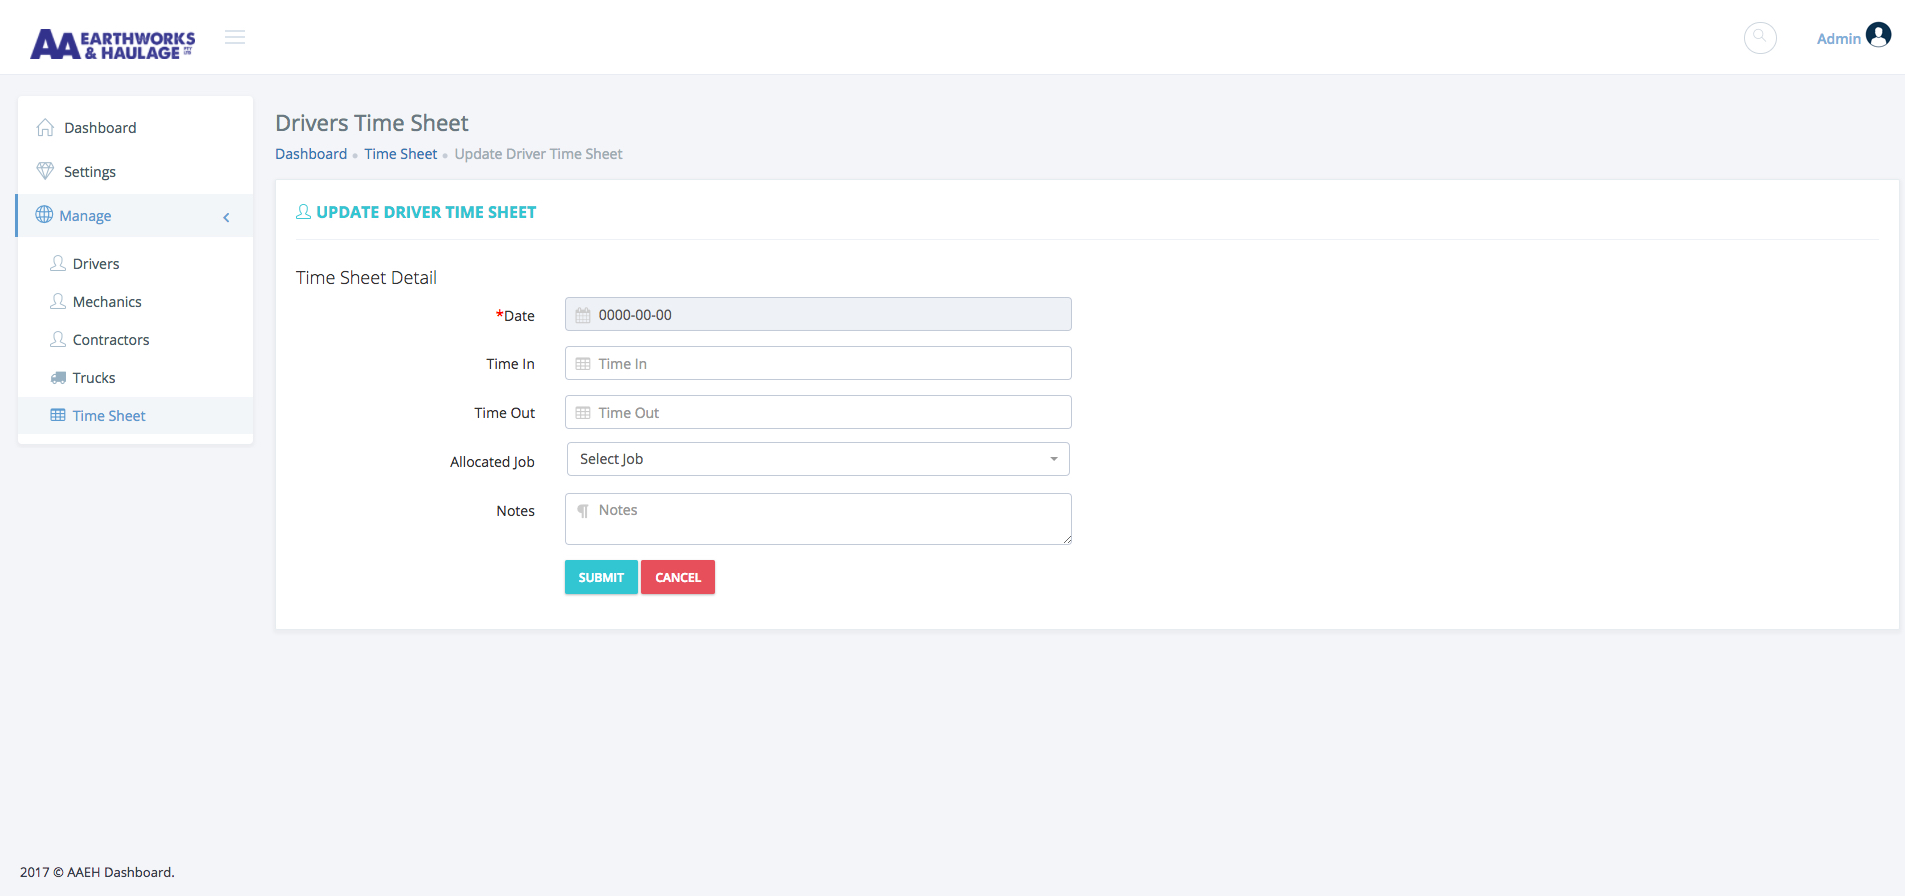 AA EARTHWORKS
& HAULAGE PTY LTD
Admin
Dashboard
Settings
Manage
Drivers
Mechanics
Contractors
Trucks
Time Sheet
Drivers Time Sheet
Dashboard Time Sheet Update Driver Time Sheet
UPDATE DRIVER TIME SHEET
Time Sheet Detail
*Date 0000-00-00
Time In Time In
Time Out Time Out
Allocated Job Select Job
Notes Notes
SUBMIT CANCEL
2017 © AAEH Dashboard.